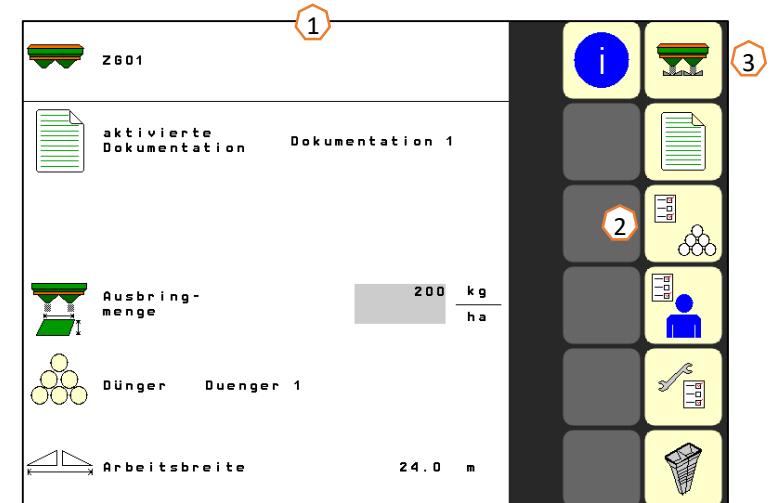 1
ZG01
i
3
aktivierte
Dokumentation
Dokumentation 1
2
Ausbring-
menge
200 kg
ha
Dünger Duenger 1
Arbeitsbreite 24.0 m